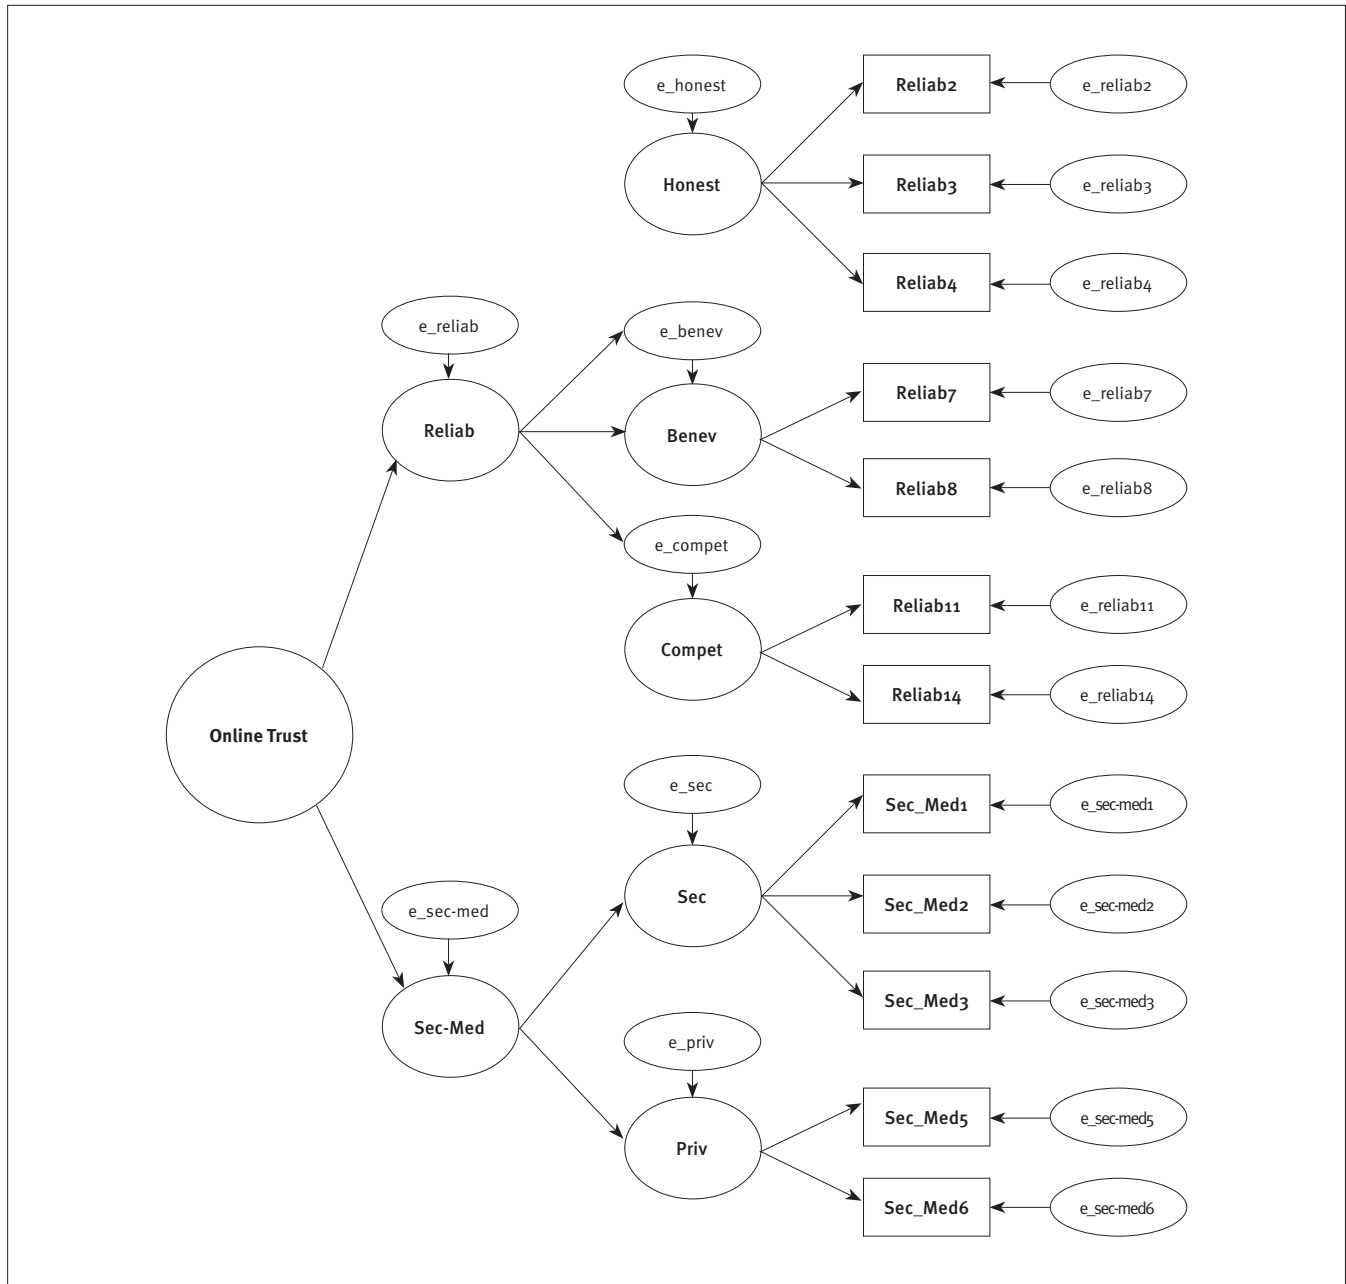 e_honest
Reliab2
e_reliab2
Honest
Reliab3
e_reliab3
Reliab4
e_reliab4
e_reliab
e_benev
Reliab
Benev
Reliab7
e_reliab7
Reliab8
e_reliab8
e_compet
Compet
Reliab11
e_reliab11
Reliab14
e_reliab14
Online Trust
e_sec
Sec_Med1
e_sec-med1
Sec
Sec_Med2
e_sec-med2
e_sec-med
Sec_Med3
e_sec-med3
Sec-Med
e_priv
Priv
Sec_Med5
e_sec-med5
Sec_Med6
e_sec-med6